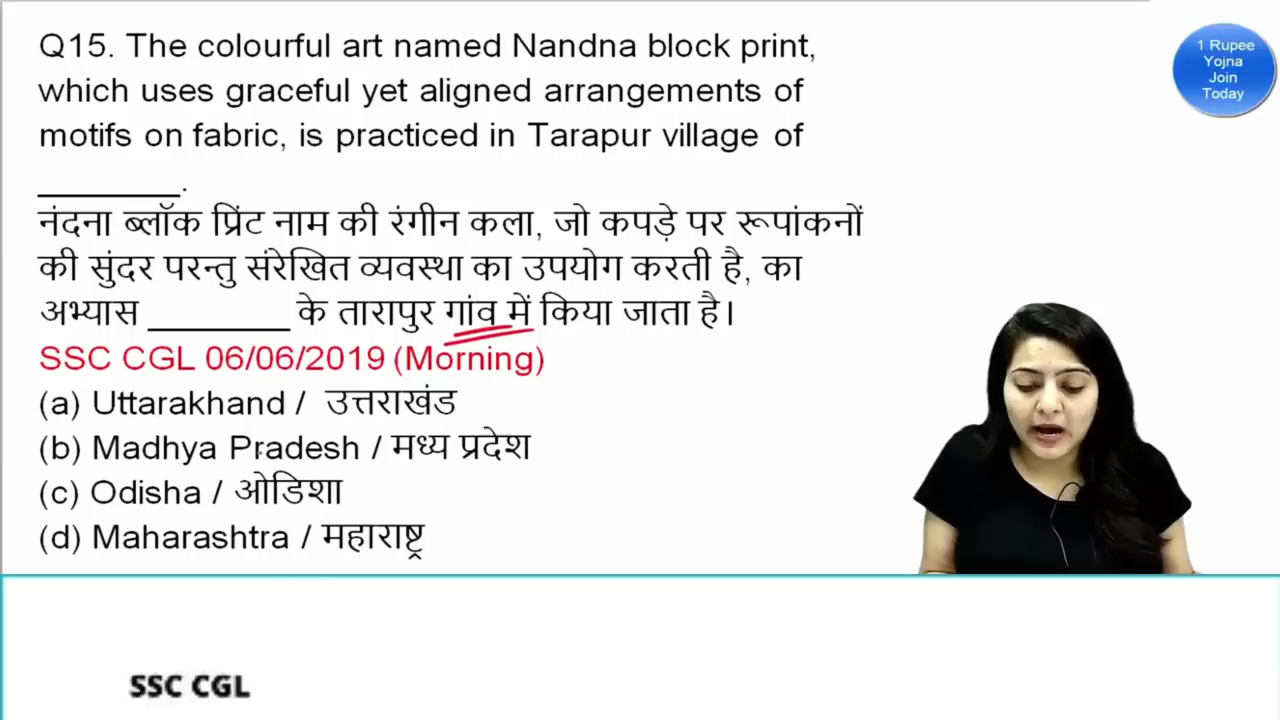 Q15. The colourful art named Nandna block print,
which uses graceful yet aligned arrangements of
motifs on fabric, is practiced in Tarapur village of
________.
नंदना ब्लॉक प्रिंट नाम की रंगीन कला, जो कपड़े पर रूपांकनों
की सुंदर परन्तु संरेखित व्यवस्था का उपयोग करती है, का
अभ्यास ________ के तारापुर गांव में किया जाता है।
SSC CGL 06/06/2019 (Morning)
(a) Uttarakhand / उत्तराखंड
(b) Madhya Pradesh / मध्य प्रदेश
(c) Odisha / ओडिशा
(d) Maharashtra / महाराष्ट्र
1 Rupee
Yojna
Join
Today
SSC CGL